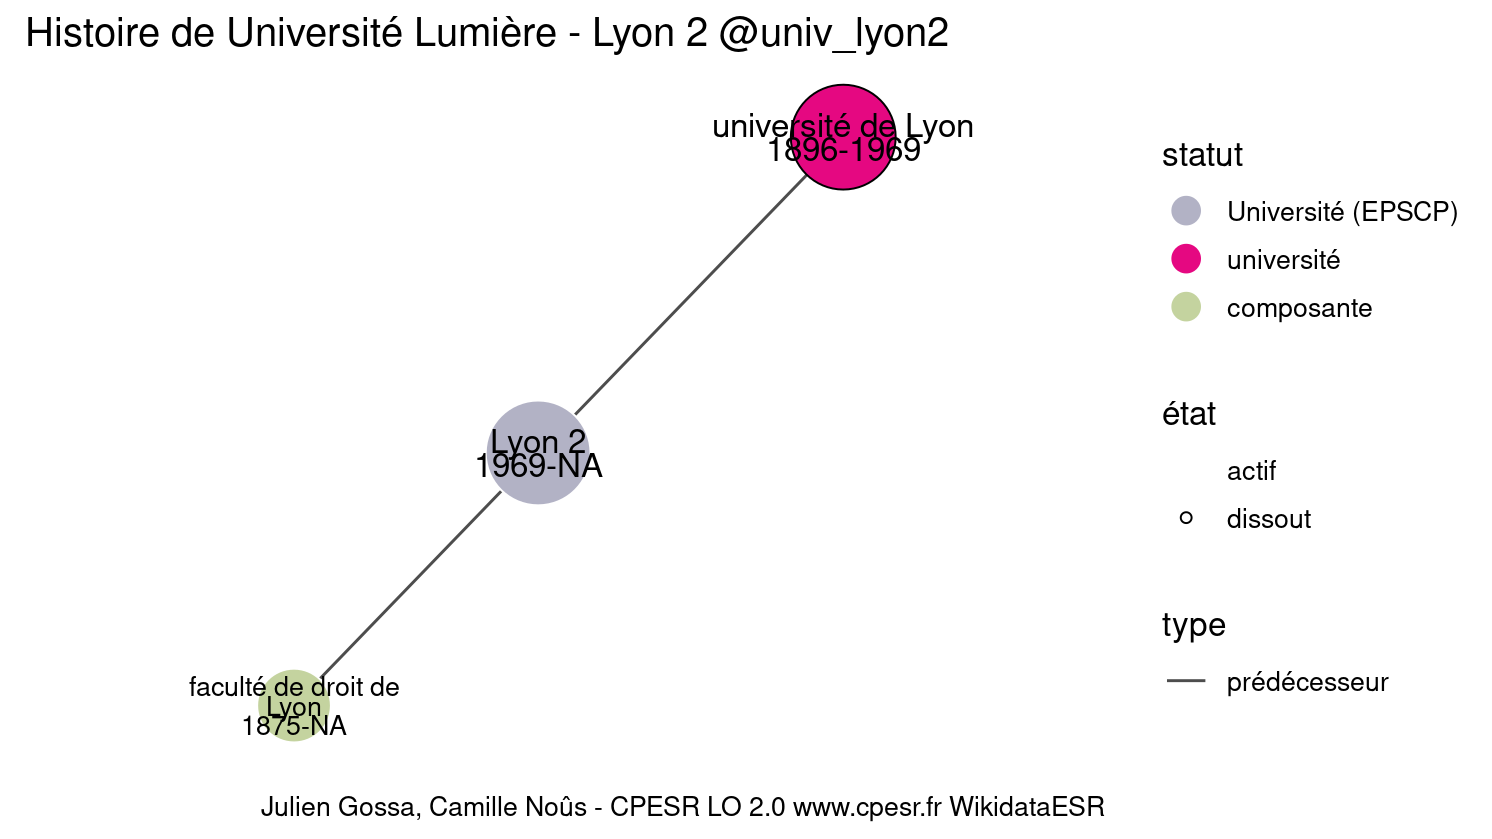 Histoire de Université Lumière - Lyon 2 @univ_lyon2
université de Lyon
1896-1969
Lyon 2
1969-NA
faculté de droit de
Lyon
1875-NA
statut
Université (EPSCP)
université
composante
état
actif
dissout
type
prédécesseur
Julien Gossa, Camille Noûs - CPESR LO 2.0 www.cpesr.fr WikidataESR